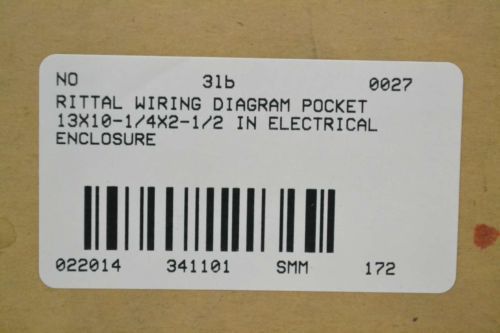 NO 31b 0027
RITTAL WIRING DIAGRAM POCKET
13X10-1/4X2-1/2 IN ELECTRICAL
ENCLOSURE
022014 341101 SMM 172